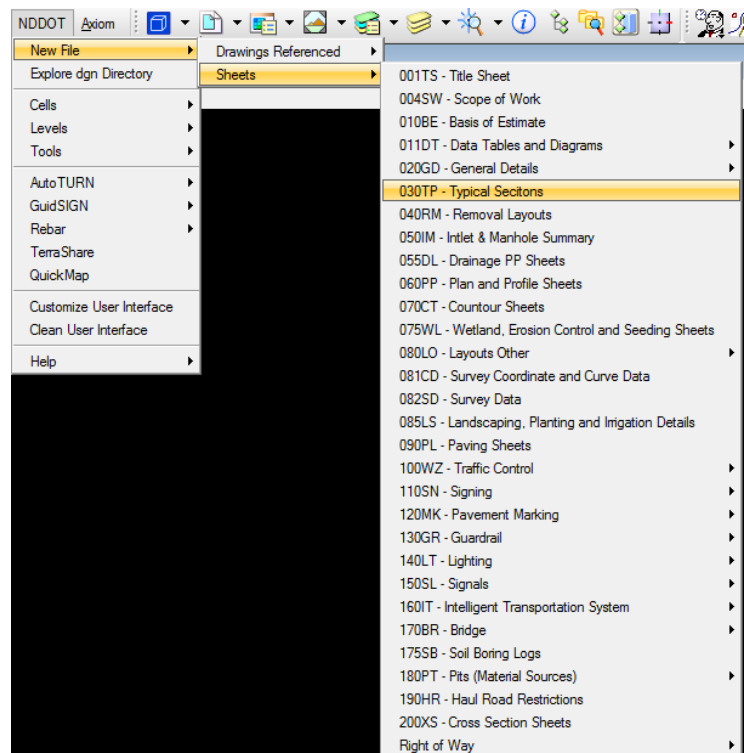 NDDOT Axiom
New File
Explore dgn Directory
Cells
Levels
Tools
AutoTURN
GuidSIGN
Rebar
TerraShare
QuickMap
Customize User Interface
Clean User Interface
Help
Drawings Referenced
Sheets
001TS - Title Sheet
004SW - Scope of Work
010BE - Basis of Estimate
011DT - Data Tables and Diagrams
020GD - General Details
030TP - Typical Secitons
040RM - Removal Layouts
050IM - Intlet & Manhole Summary
055DL - Drainage PP Sheets
060PP - Plan and Profile Sheets
070CT - Countour Sheets
075WL - Wetland, Erosion Control and Seeding Sheets
080LO - Layouts Other
081CD - Survey Coordinate and Curve Data
082SD - Survey Data
085LS - Landscaping, Planting and Irrigation Details
090PL - Paving Sheets
100WZ - Traffic Control
110SN - Signing
120MK - Pavement Marking
130GR - Guardrail
140LT - Lighting
150SL - Signals
160IT - Intelligent Transportation System
170BR - Bridge
175SB - Soil Boring Logs
180PT - Pits (Material Sources)
190HR - Haul Road Restrictions
200XS - Cross Section Sheets
Right of Way